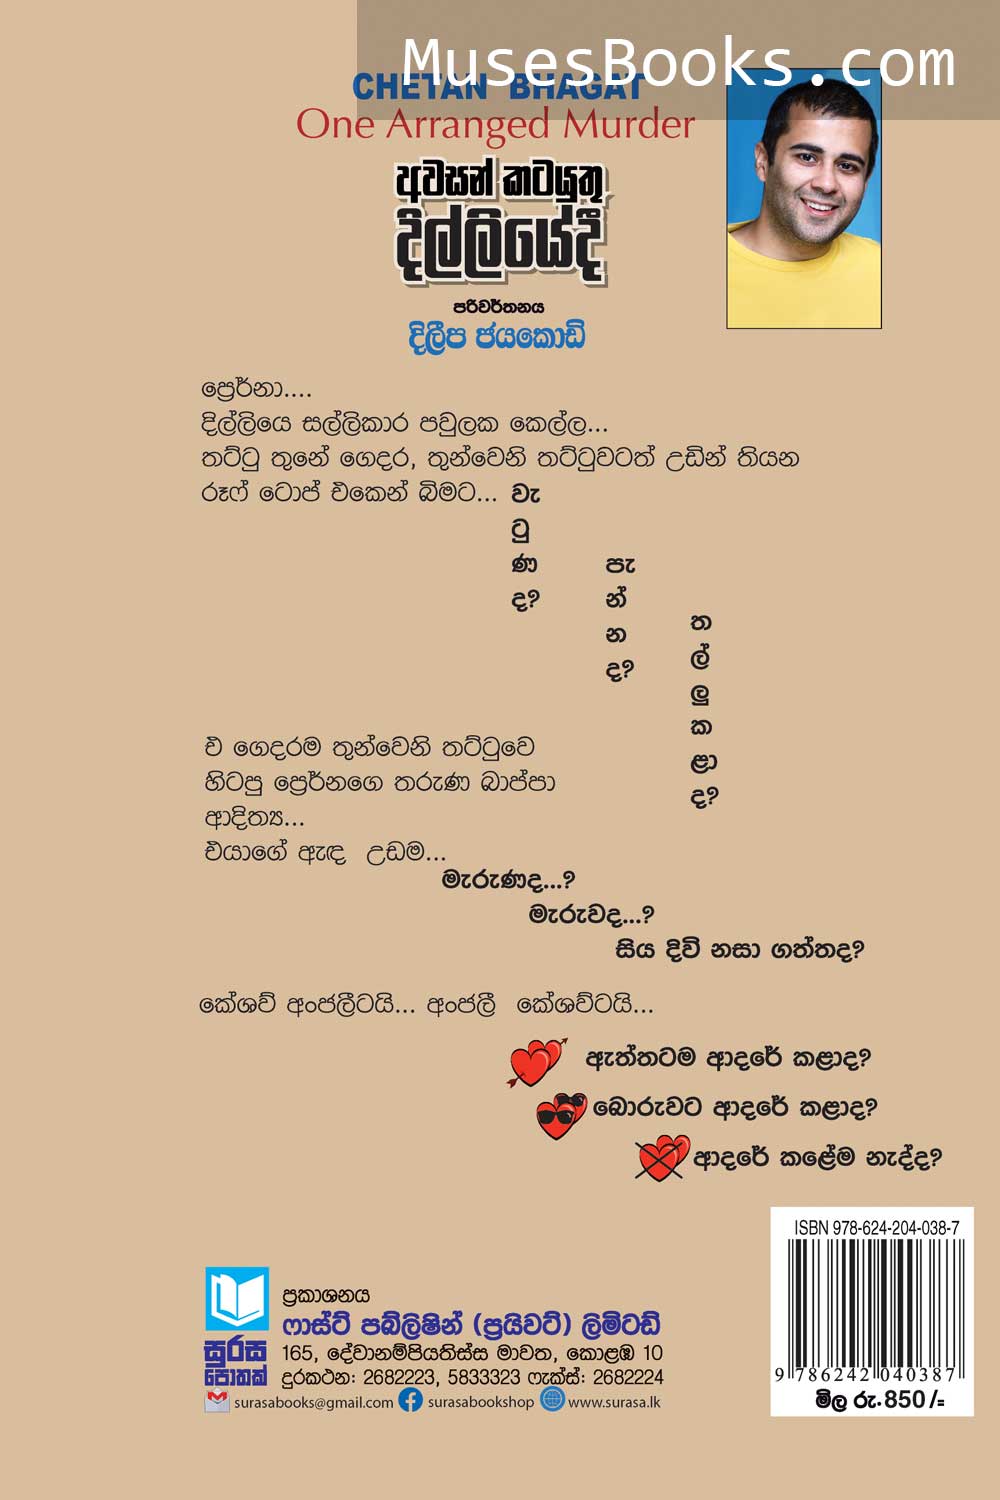 MusesBooks.com
CHETAN BHAGAT
One Arranged Murder
අවසන් කටයුතු
දිල්ලියේදී
පරිවර්තනය
දිලීප ජයකොඩි
ප්‍රෙර්නා....
දිල්ලියෙ සල්ලිකාර පවුලක කෙල්ල...
තට්ටු තුනේ ගෙදර, තුන්වෙනි තට්ටුවටත් උඩින් තියන
රූෆ් ටොප් එකෙන් බිමට...
වැ
ටු
ණ
ද?
පැ
න්
න
ද?
ත
ල්
ලු
ක
ළා
ද?
එ ගෙදරම තුන්වෙනි තට්ටුවෙ
හිටපු ප්‍රෙර්නගෙ තරුණ බාප්පා
ආදිත්‍ය...
එයාගේ ඇඳ උඩම...
මැරුණද...?
මැරුවද...?
සිය දිවි නසා ගත්තද?
කේශව් අංජලීටයි... අංජලී කේශව්ටයි...
ඇත්තටම ආදරේ කළාද?
බොරුවට ආදරේ කළාද?
ආදරේ කළේම නැද්ද?
ISBN 978-624-204-038-7
9 786242 040387
මිල රු. 850/=
සුරස
පොතක්
ප්‍රකාශනය
ෆාස්ට් පබ්ලිෂින් (ප්‍රයිවට්) ලිමිටඩ්
165, දේවානම්පියතිස්ස මාවත, කොළඹ 10
දුරකථන: 2682223, 5833323 ෆැක්ස්: 2682224
surasabooks@gmail.com surasabookshop www.surasa.lk